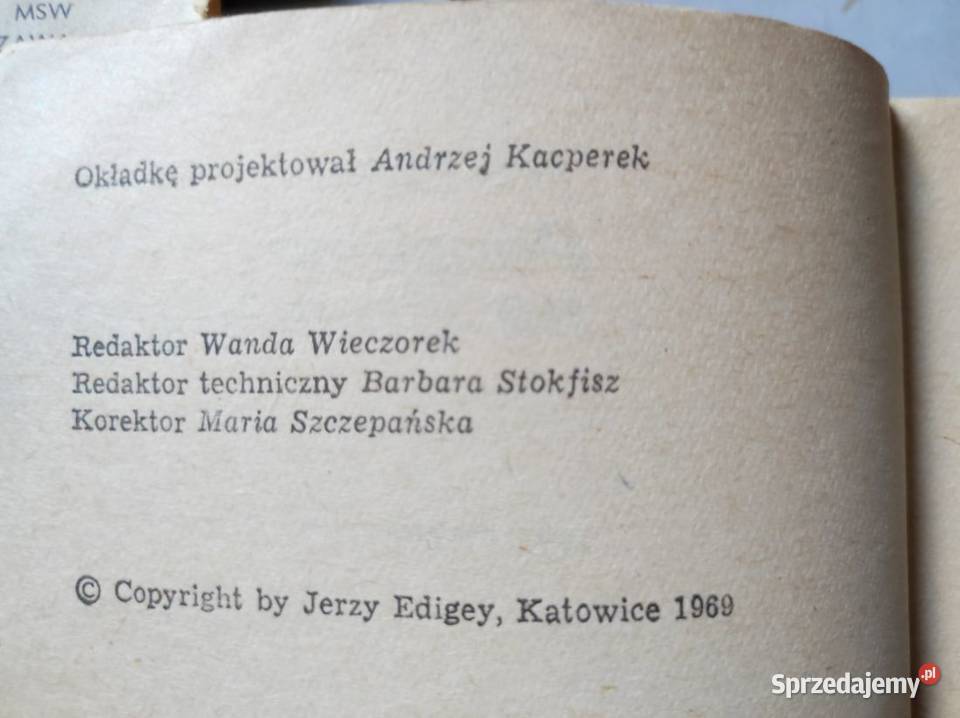 MSW
Okładkę projektował Andrzej Kacperek
Redaktor Wanda Wieczorek
Redaktor techniczny Barbara Stokfisz
Korektor Maria Szczepańska
© Copyright by Jerzy Edigey, Katowice 1969
Sprzedajemy.pl